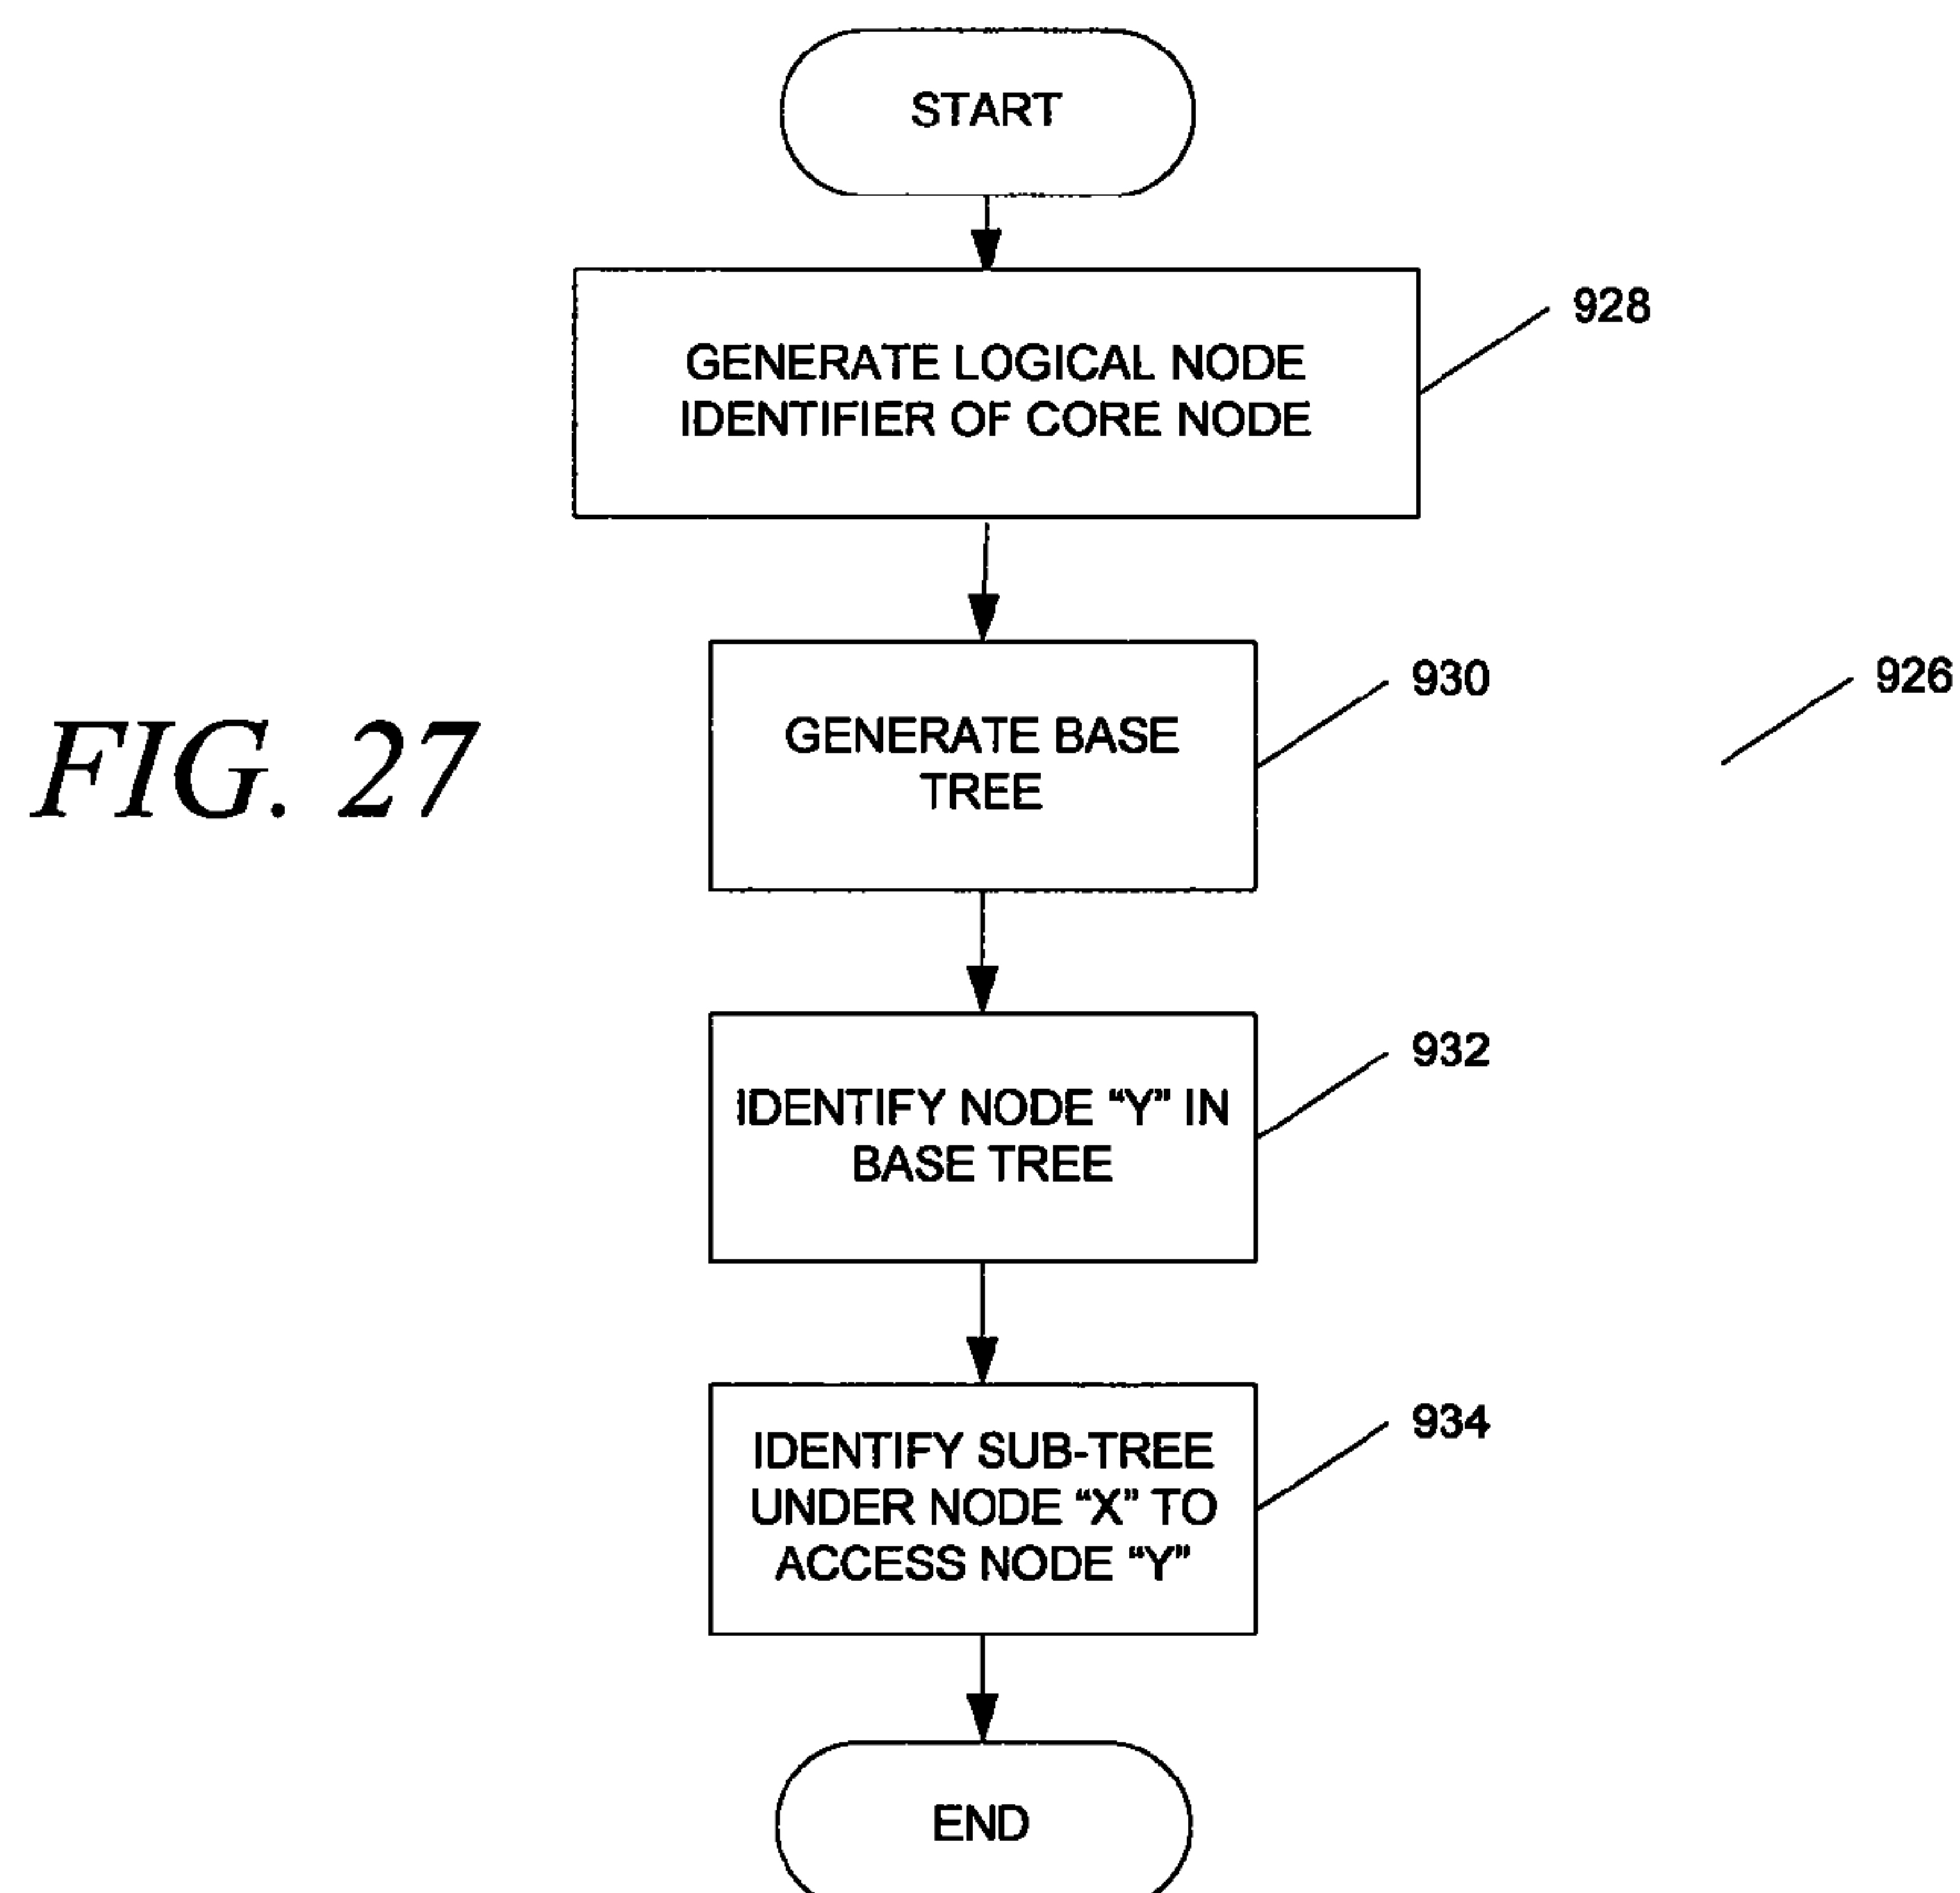 START
GENERATE LOGICAL NODE
IDENTIFIER OF CORE NODE
928
GENERATE BASE
TREE
930
926
FIG. 27
IDENTIFY NODE “Y” IN
BASE TREE
932
IDENTIFY SUB-TREE
UNDER NODE “X” TO
ACCESS NODE “Y”
934
END